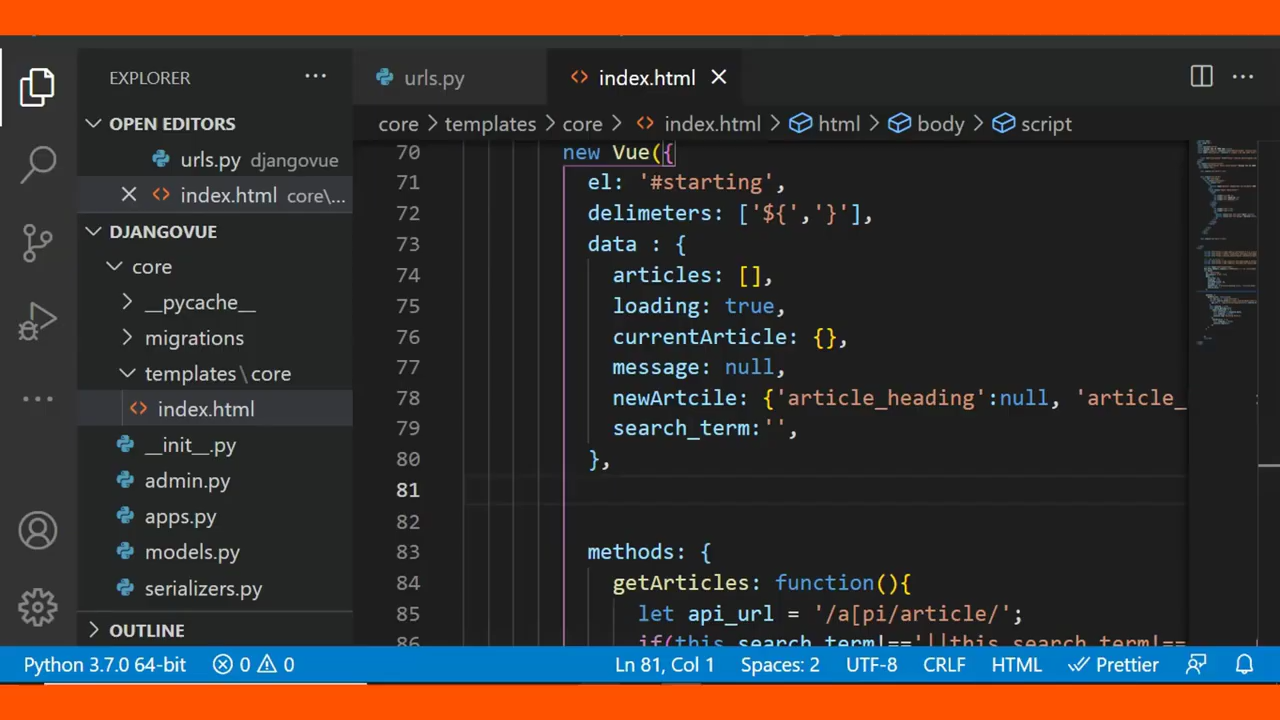 EXPLORER
OPEN EDITORS
urls.py djangovue
index.html core\...
DJANGOVUE
core
__pycache__
migrations
templates\core
index.html
__init__.py
admin.py
apps.py
models.py
serializers.py
OUTLINE
urls.py
index.html
core > templates > core > index.html > html > body > script
70 new Vue({
71 el: '#starting',
72 delimeters: ['${','}'],
73 data : {
74 articles: [],
75 loading: true,
76 currentArticle: {},
77 message: null,
78 newArtcile: {'article_heading':null, 'article_
79 search_term:'',
80 },
81
82
83 methods: {
84 getArticles: function(){
85 let api_url = '/a[pi/article/';
86 if(this.search_term!==''||this.search_term!==
Python 3.7.0 64-bit 0 0 Ln 81, Col 1 Spaces: 2 UTF-8 CRLF HTML Prettier